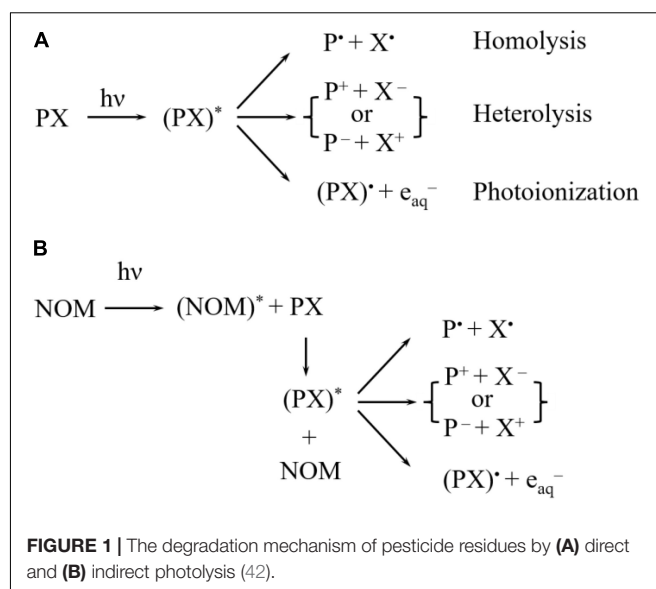 A
P• + X• Homolysis
hν
P⁺ + X⁻
PX (PX)* or Heterolysis
P⁻ + X⁺
(PX)• + eaq⁻ Photoionization
B
hν
NOM (NOM)* + PX
P• + X•
P⁺ + X⁻
(PX)* or
P⁻ + X⁺
+
NOM (PX)• + eaq⁻
FIGURE 1 | The degradation mechanism of pesticide residues by (A) direct
and (B) indirect photolysis (42).